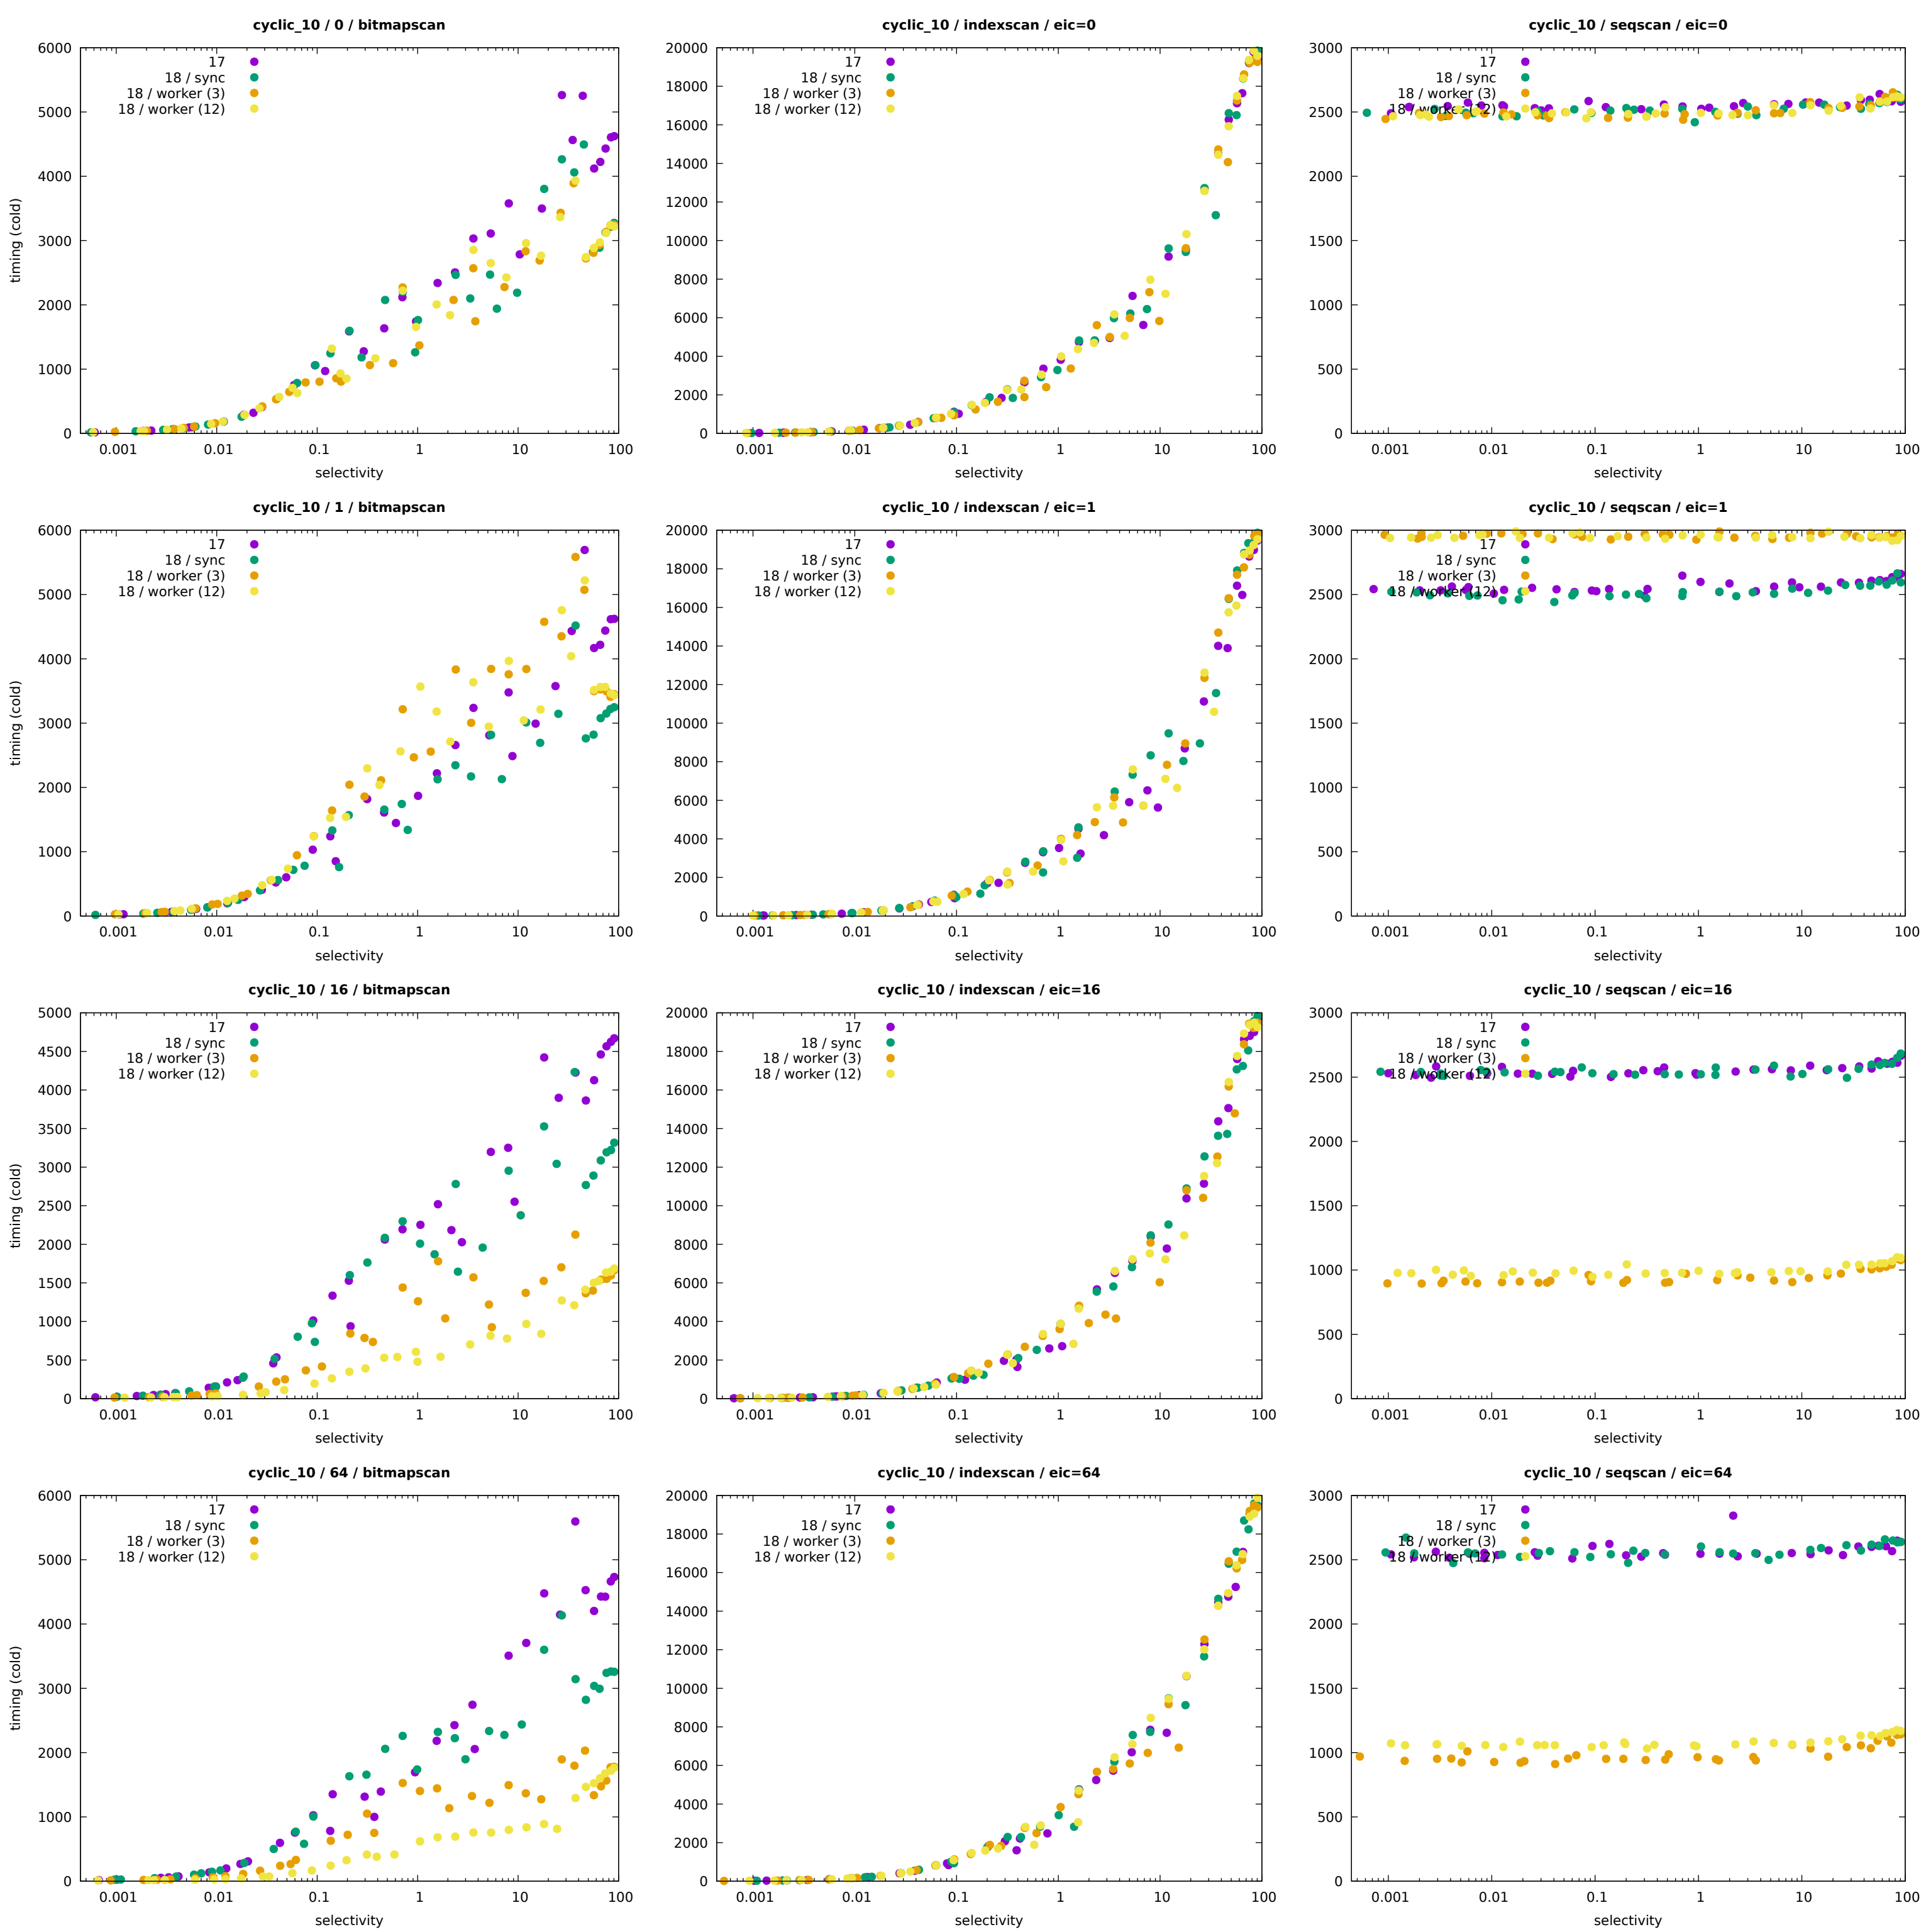 cyclic_10 / 0 / bitmapscan
17
18 / sync
18 / worker (3)
18 / worker (12)
6000
5000
4000
3000
2000
1000
0
timing (cold)
0.001 0.01 0.1 1 10 100
selectivity
cyclic_10 / indexscan / eic=0
17
18 / sync
18 / worker (3)
18 / worker (12)
20000
18000
16000
14000
12000
10000
8000
6000
4000
2000
0
0.001 0.01 0.1 1 10 100
selectivity
cyclic_10 / seqscan / eic=0
17
18 / sync
18 / worker (3)
18 / worker (12)
3000
2500
2000
1500
1000
500
0
0.001 0.01 0.1 1 10 100
selectivity
cyclic_10 / 1 / bitmapscan
17
18 / sync
18 / worker (3)
18 / worker (12)
6000
5000
4000
3000
2000
1000
0
timing (cold)
0.001 0.01 0.1 1 10 100
selectivity
cyclic_10 / indexscan / eic=1
17
18 / sync
18 / worker (3)
18 / worker (12)
20000
18000
16000
14000
12000
10000
8000
6000
4000
2000
0
0.001 0.01 0.1 1 10 100
selectivity
cyclic_10 / seqscan / eic=1
17
18 / sync
18 / worker (3)
18 / worker (12)
3000
2500
2000
1500
1000
500
0
0.001 0.01 0.1 1 10 100
selectivity
cyclic_10 / 16 / bitmapscan
17
18 / sync
18 / worker (3)
18 / worker (12)
5000
4500
4000
3500
3000
2500
2000
1500
1000
500
0
timing (cold)
0.001 0.01 0.1 1 10 100
selectivity
cyclic_10 / indexscan / eic=16
17
18 / sync
18 / worker (3)
18 / worker (12)
20000
18000
16000
14000
12000
10000
8000
6000
4000
2000
0
0.001 0.01 0.1 1 10 100
selectivity
cyclic_10 / seqscan / eic=16
17
18 / sync
18 / worker (3)
18 / worker (12)
3000
2500
2000
1500
1000
500
0
0.001 0.01 0.1 1 10 100
selectivity
cyclic_10 / 64 / bitmapscan
17
18 / sync
18 / worker (3)
18 / worker (12)
6000
5000
4000
3000
2000
1000
0
timing (cold)
0.001 0.01 0.1 1 10 100
selectivity
cyclic_10 / indexscan / eic=64
17
18 / sync
18 / worker (3)
18 / worker (12)
20000
18000
16000
14000
12000
10000
8000
6000
4000
2000
0
0.001 0.01 0.1 1 10 100
selectivity
cyclic_10 / seqscan / eic=64
17
18 / sync
18 / worker (3)
18 / worker (12)
3000
2500
2000
1500
1000
500
0
0.001 0.01 0.1 1 10 100
selectivity